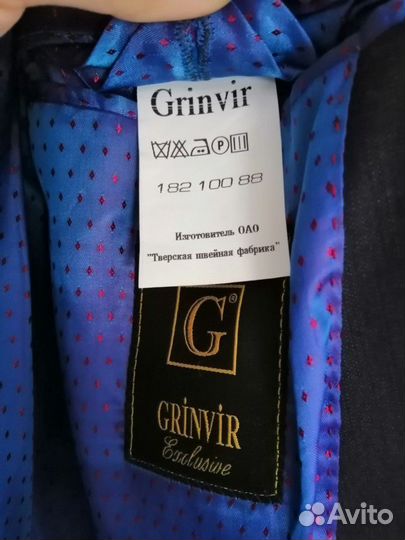 Grinvir
P
182 100 88
Изготовитель ОАО
"Тверская швейная фабрика"
G®
GRINVIR
Exclusive
Avito